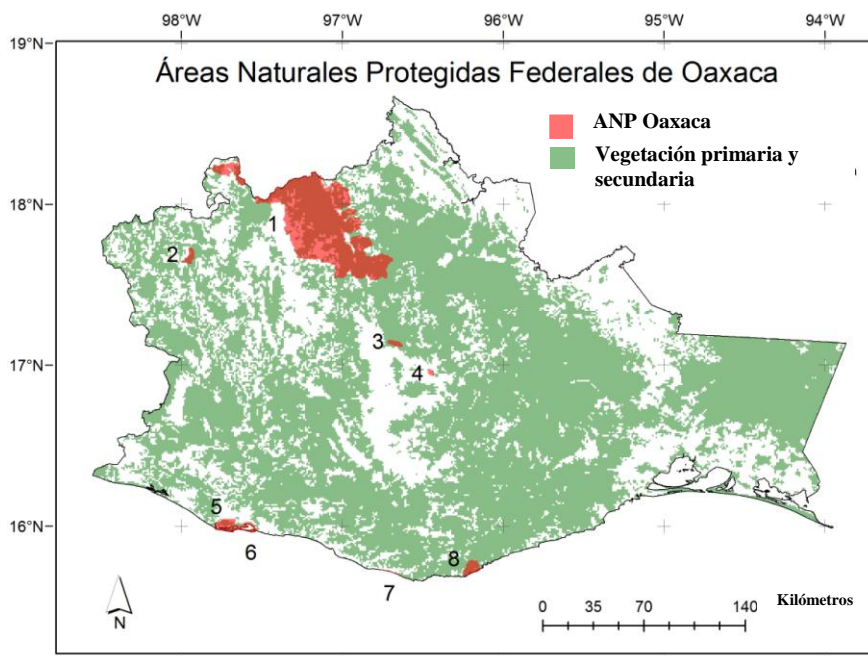 98°W 97°W 96°W 95°W 94°W
19°N
Áreas Naturales Protegidas Federales de Oaxaca
ANP Oaxaca
Vegetación primaria y
secundaria
18°N
1
2
3
17°N
4
5
16°N
6
8
7
N
0 35 70 140 Kilómetros